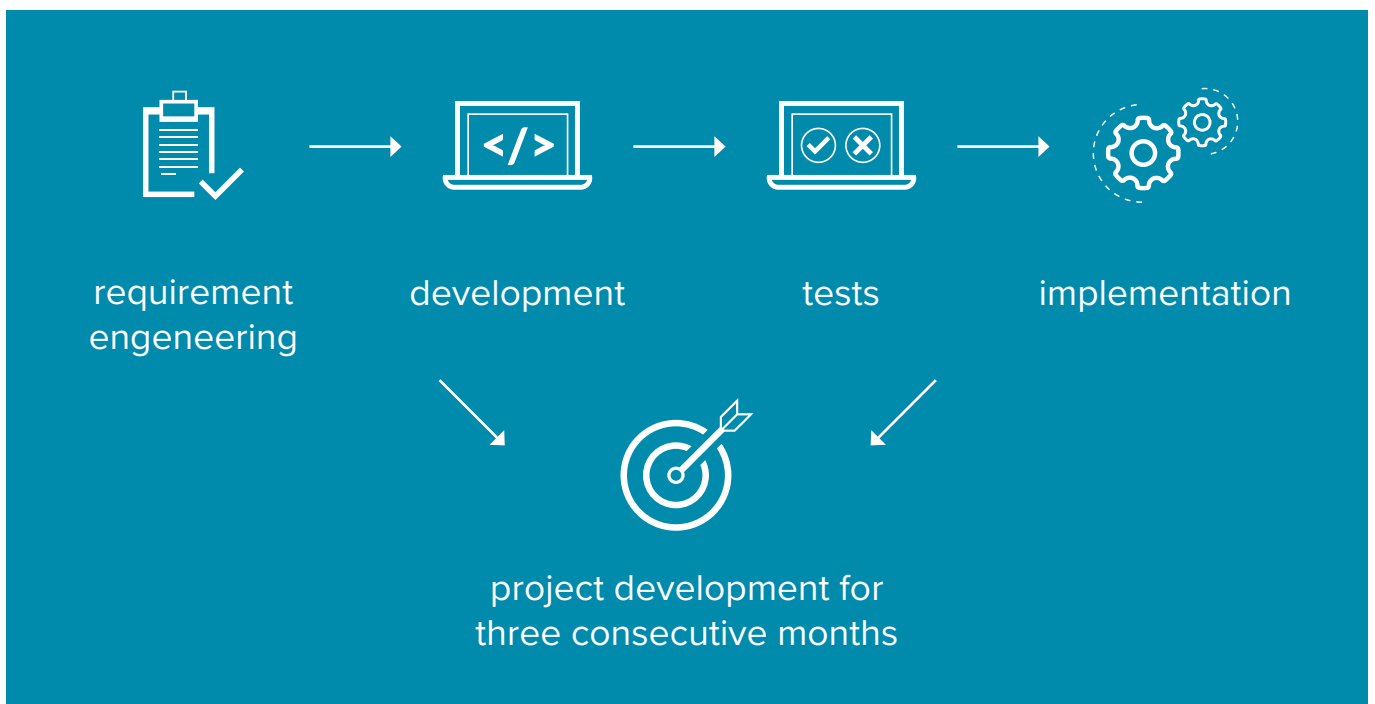 </>
requirement
engeneering
development
tests
implementation
project development for
three consecutive months